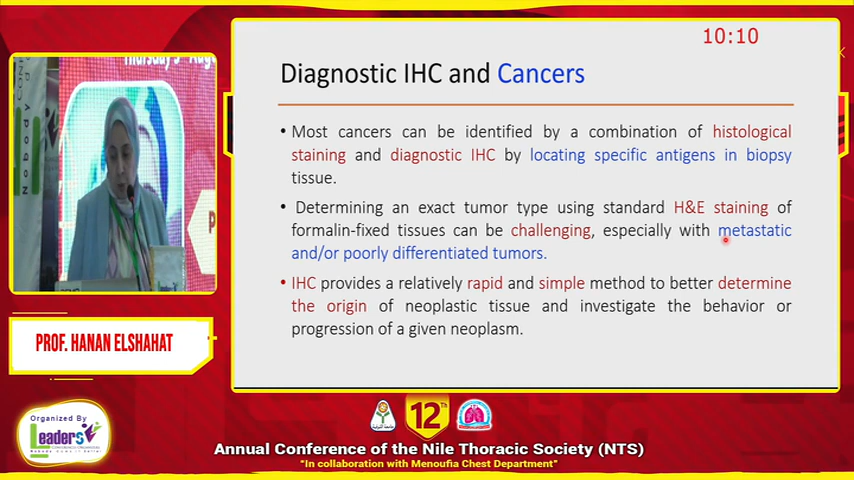 10:10
Diagnostic IHC and Cancers
• Most cancers can be identified by a combination of histological
staining and diagnostic IHC by locating specific antigens in biopsy
tissue.
• Determining an exact tumor type using standard H&E staining of
formalin-fixed tissues can be challenging, especially with metastatic
and/or poorly differentiated tumors.
• IHC provides a relatively rapid and simple method to better determine
the origin of neoplastic tissue and investigate the behavior or
progression of a given neoplasm.
PROF. HANAN ELSHAHAT
Organized By
Leaders
12Th
Annual Conference of the Nile Thoracic Society (NTS)
"In collaboration with Menoufia Chest Department"